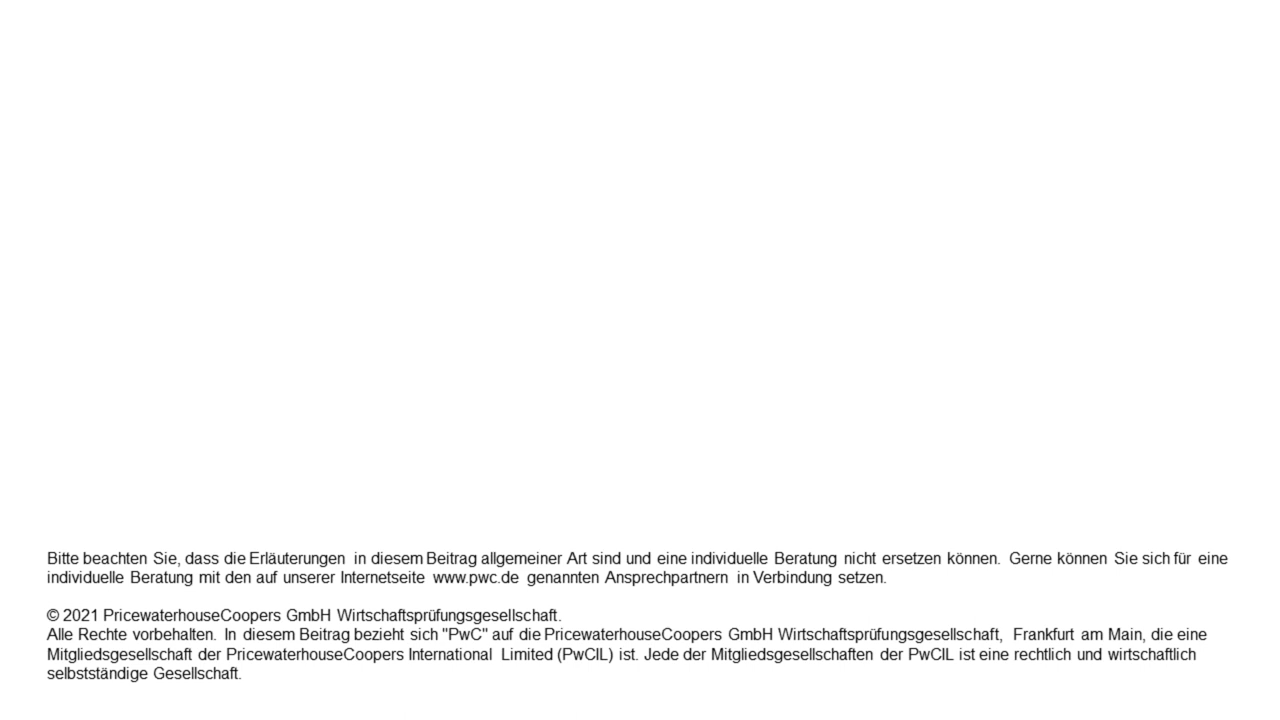 Bitte beachten Sie, dass die Erläuterungen in diesem Beitrag allgemeiner Art sind und eine individuelle Beratung nicht ersetzen können. Gerne können Sie sich für eine
individuelle Beratung mit den auf unserer Internetseite www.pwc.de genannten Ansprechpartnern in Verbindung setzen.
© 2021 PricewaterhouseCoopers GmbH Wirtschaftsprüfungsgesellschaft.
Alle Rechte vorbehalten. In diesem Beitrag bezieht sich "PwC" auf die PricewaterhouseCoopers GmbH Wirtschaftsprüfungsgesellschaft, Frankfurt am Main, die eine
Mitgliedsgesellschaft der PricewaterhouseCoopers International Limited (PwCIL) ist. Jede der Mitgliedsgesellschaften der PwCIL ist eine rechtlich und wirtschaftlich
selbstständige Gesellschaft.